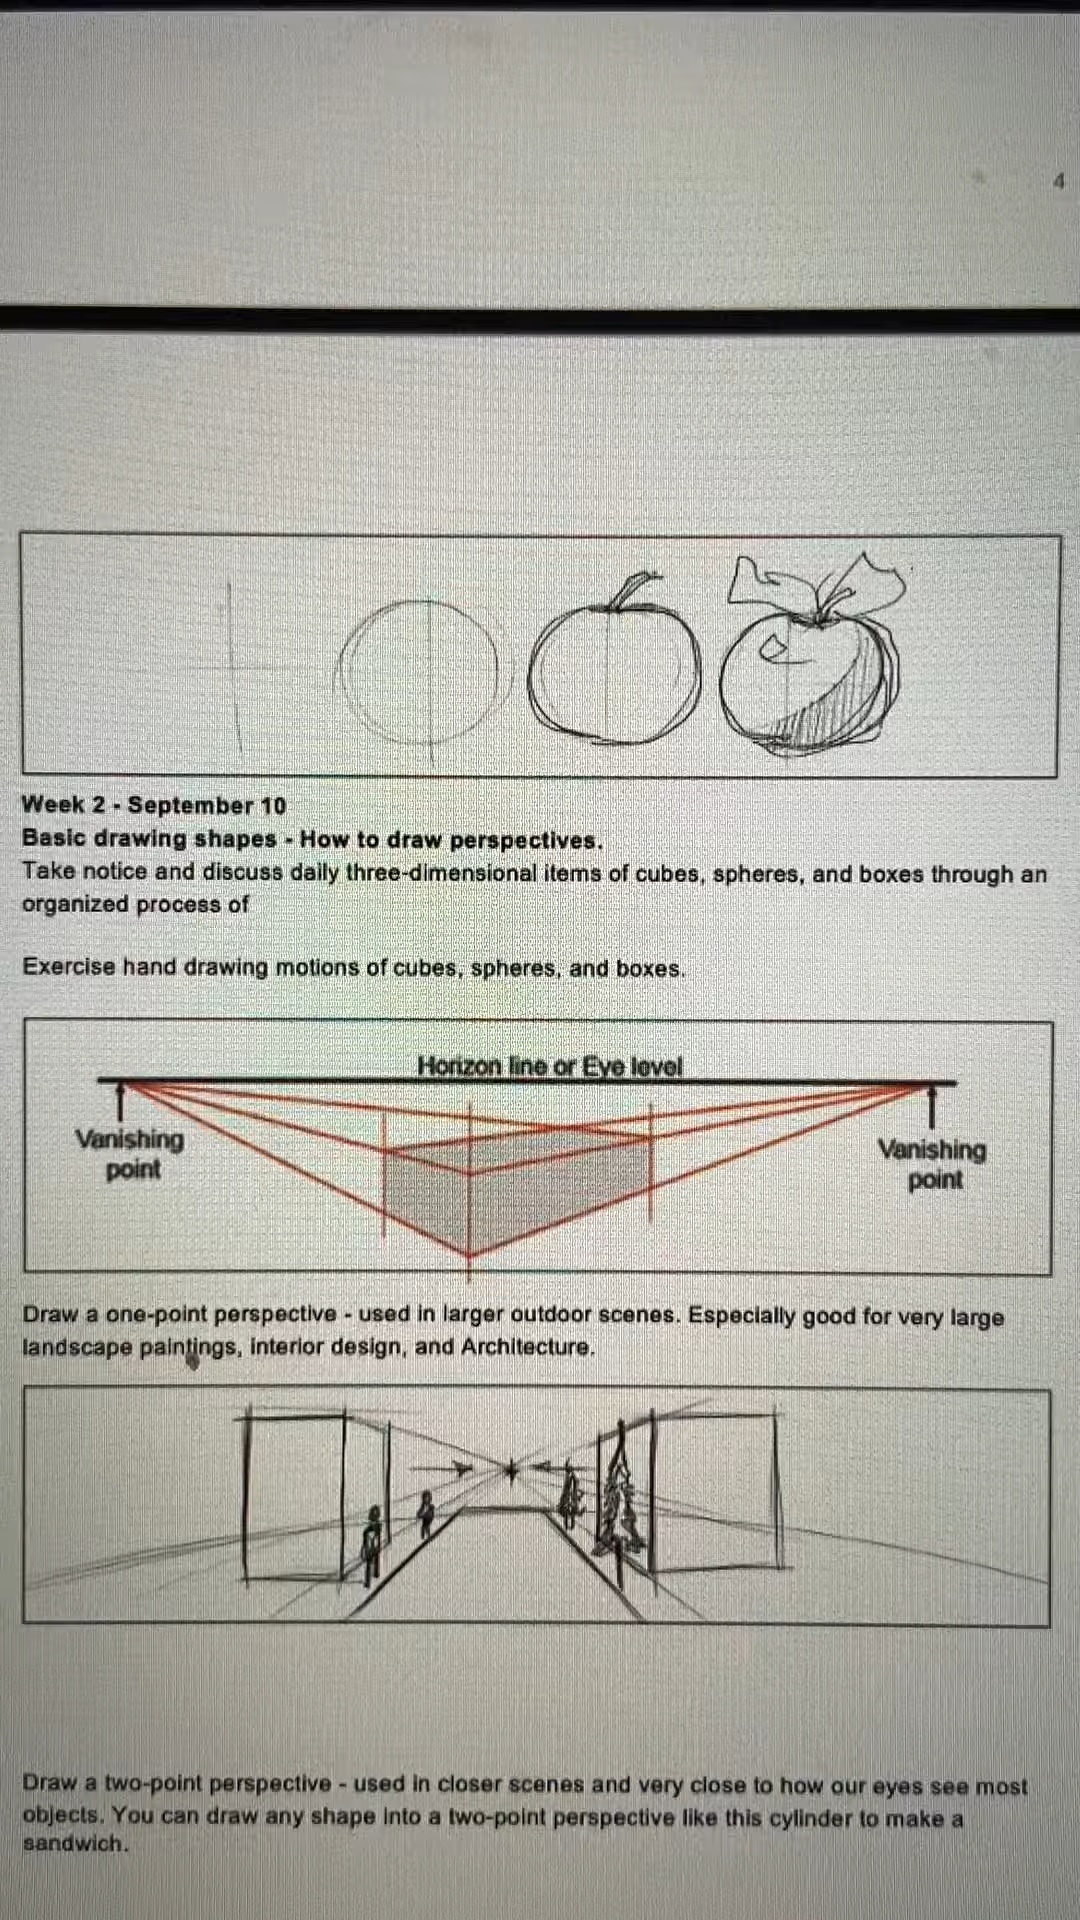 4
Week 2 - September 10
Basic drawing shapes - How to draw perspectives.
Take notice and discuss daily three-dimensional items of cubes, spheres, and boxes through an
organized process of
Exercise hand drawing motions of cubes, spheres, and boxes.
Horizon line or Eye level
Vanishing
point
Vanishing
point
Draw a one-point perspective - used in larger outdoor scenes. Especially good for very large
landscape paintings, interior design, and Architecture.
Draw a two-point perspective - used in closer scenes and very close to how our eyes see most
objects. You can draw any shape into a two-point perspective like this cylinder to make a
sandwich.